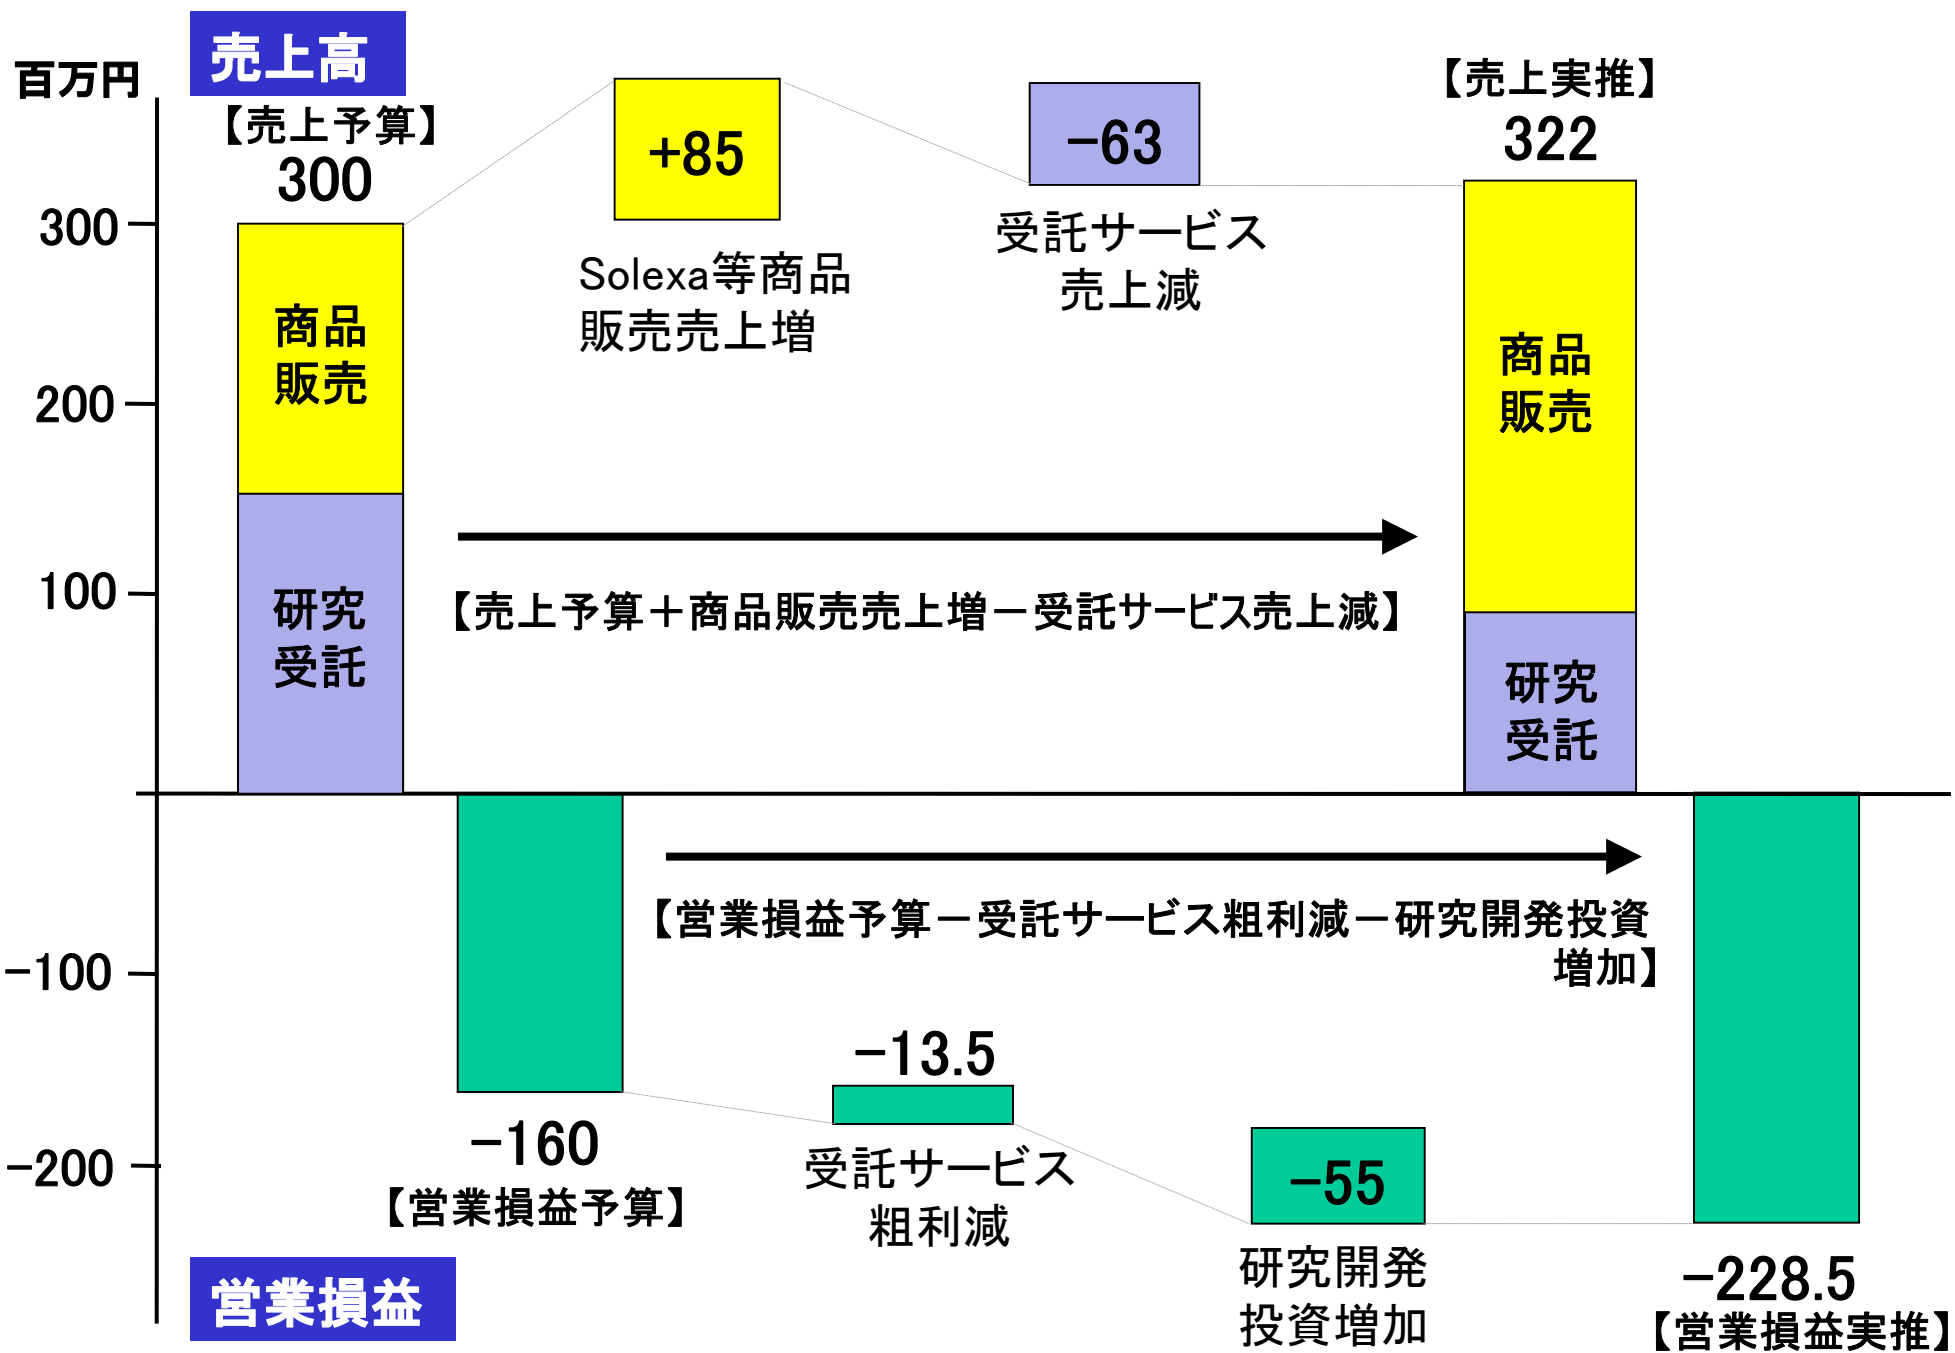 売上高
百万円
【売上予算】
300
+85
−63
【売上実推】
322
300
200
100
−100
−200
Solexa等商品
販売売上増
受託サービス
売上減
商品
販売
研究
受託
商品
販売
研究
受託
【売上予算＋商品販売売上増－受託サービス売上減】
【営業損益予算－受託サービス粗利減－研究開発投資
増加】
−160
【営業損益予算】
−13.5
受託サービス
粗利減
−55
研究開発
投資増加
−228.5
【営業損益実推】
営業損益